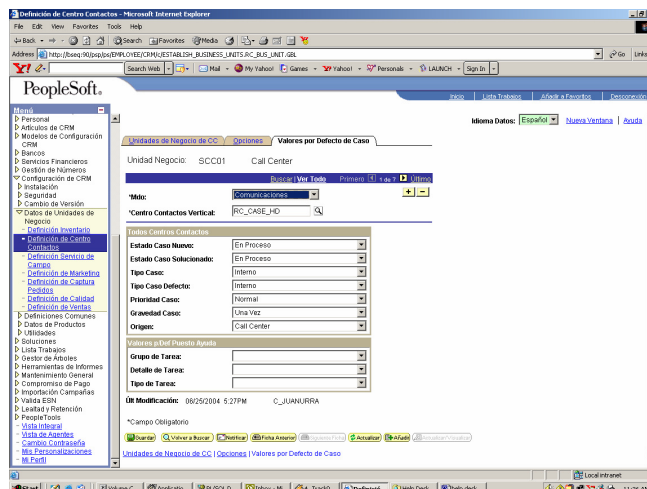 Definición de Centro Contactos - Microsoft Internet Explorer
File Edit View Favorites Tools Help
Back Search Favorites Media
Address http://bseq:90/psp/ps/EMPLOYEE/CRM/c/ESTABLISH_BUSINESS_UNITS.RC_BUS_UNIT.GBL Go Links
Y! Search Web Mail My Yahoo! Games Yahoo! Personals LAUNCH Sign In
PeopleSoft.
Inicio Lista Trabajos Añadir a Favoritos Desconexión
Menú
Personal
Artículos de CRM
Modelos de Configuración
CRM
Bancos
Servicios Financieros
Gestión de Números
Configuración de CRM
Instalación
Seguridad
Cambio de Versión
Datos de Unidades de
Negocio
- Definición Inventario
- Definición de Centro
Contactos
- Definición Servicio de
Campo
- Definición de Marketing
- Definición de Captura
Pedidos
- Definición de Calidad
- Definición de Ventas
Definiciones Comunes
Datos de Productos
Utilidades
Soluciones
Lista Trabajos
Gestor de Árboles
Herramientas de Informes
Mantenimiento General
Compromiso de Pago
Importación Campañas
Valida ESN
Lealtad y Retención
PeopleTools
- Vista Integral
- Vista de Agentes
- Cambio Contraseña
- Mis Personalizaciones
- Mi Perfil
Idioma Datos: Español Nueva Ventana | Ayuda
Unidades de Negocio de CC Opciones Valores por Defecto de Caso
Unidad Negocio: SCC01 Call Center
Buscar | Ver Todo Primero 1 de 7 Último
*Mdo: Comunicaciones + −
*Centro Contactos Vertical: RC_CASE_HD
Todos Centros Contactos
Estado Caso Nuevo: En Proceso
Estado Caso Solucionado: En Proceso
Tipo Caso: Interno
Tipo Caso Defecto: Interno
Prioridad Caso: Normal
Gravedad Caso: Una Vez
Origen: Call Center
Valores p/Def Puesto Ayuda
Grupo de Tarea:
Detalle de Tarea:
Tipo de Tarea:
Últ Modificación: 06/25/2004 5:27PM C_JUANURRA
*Campo Obligatorio
Guardar Volver a Buscar Notificar Ficha Anterior Siguiente Ficha Actualizar Añadir Actualizar/Visualizar
Unidades de Negocio de CC | Opciones | Valores por Defecto de Caso
Local intranet
Start